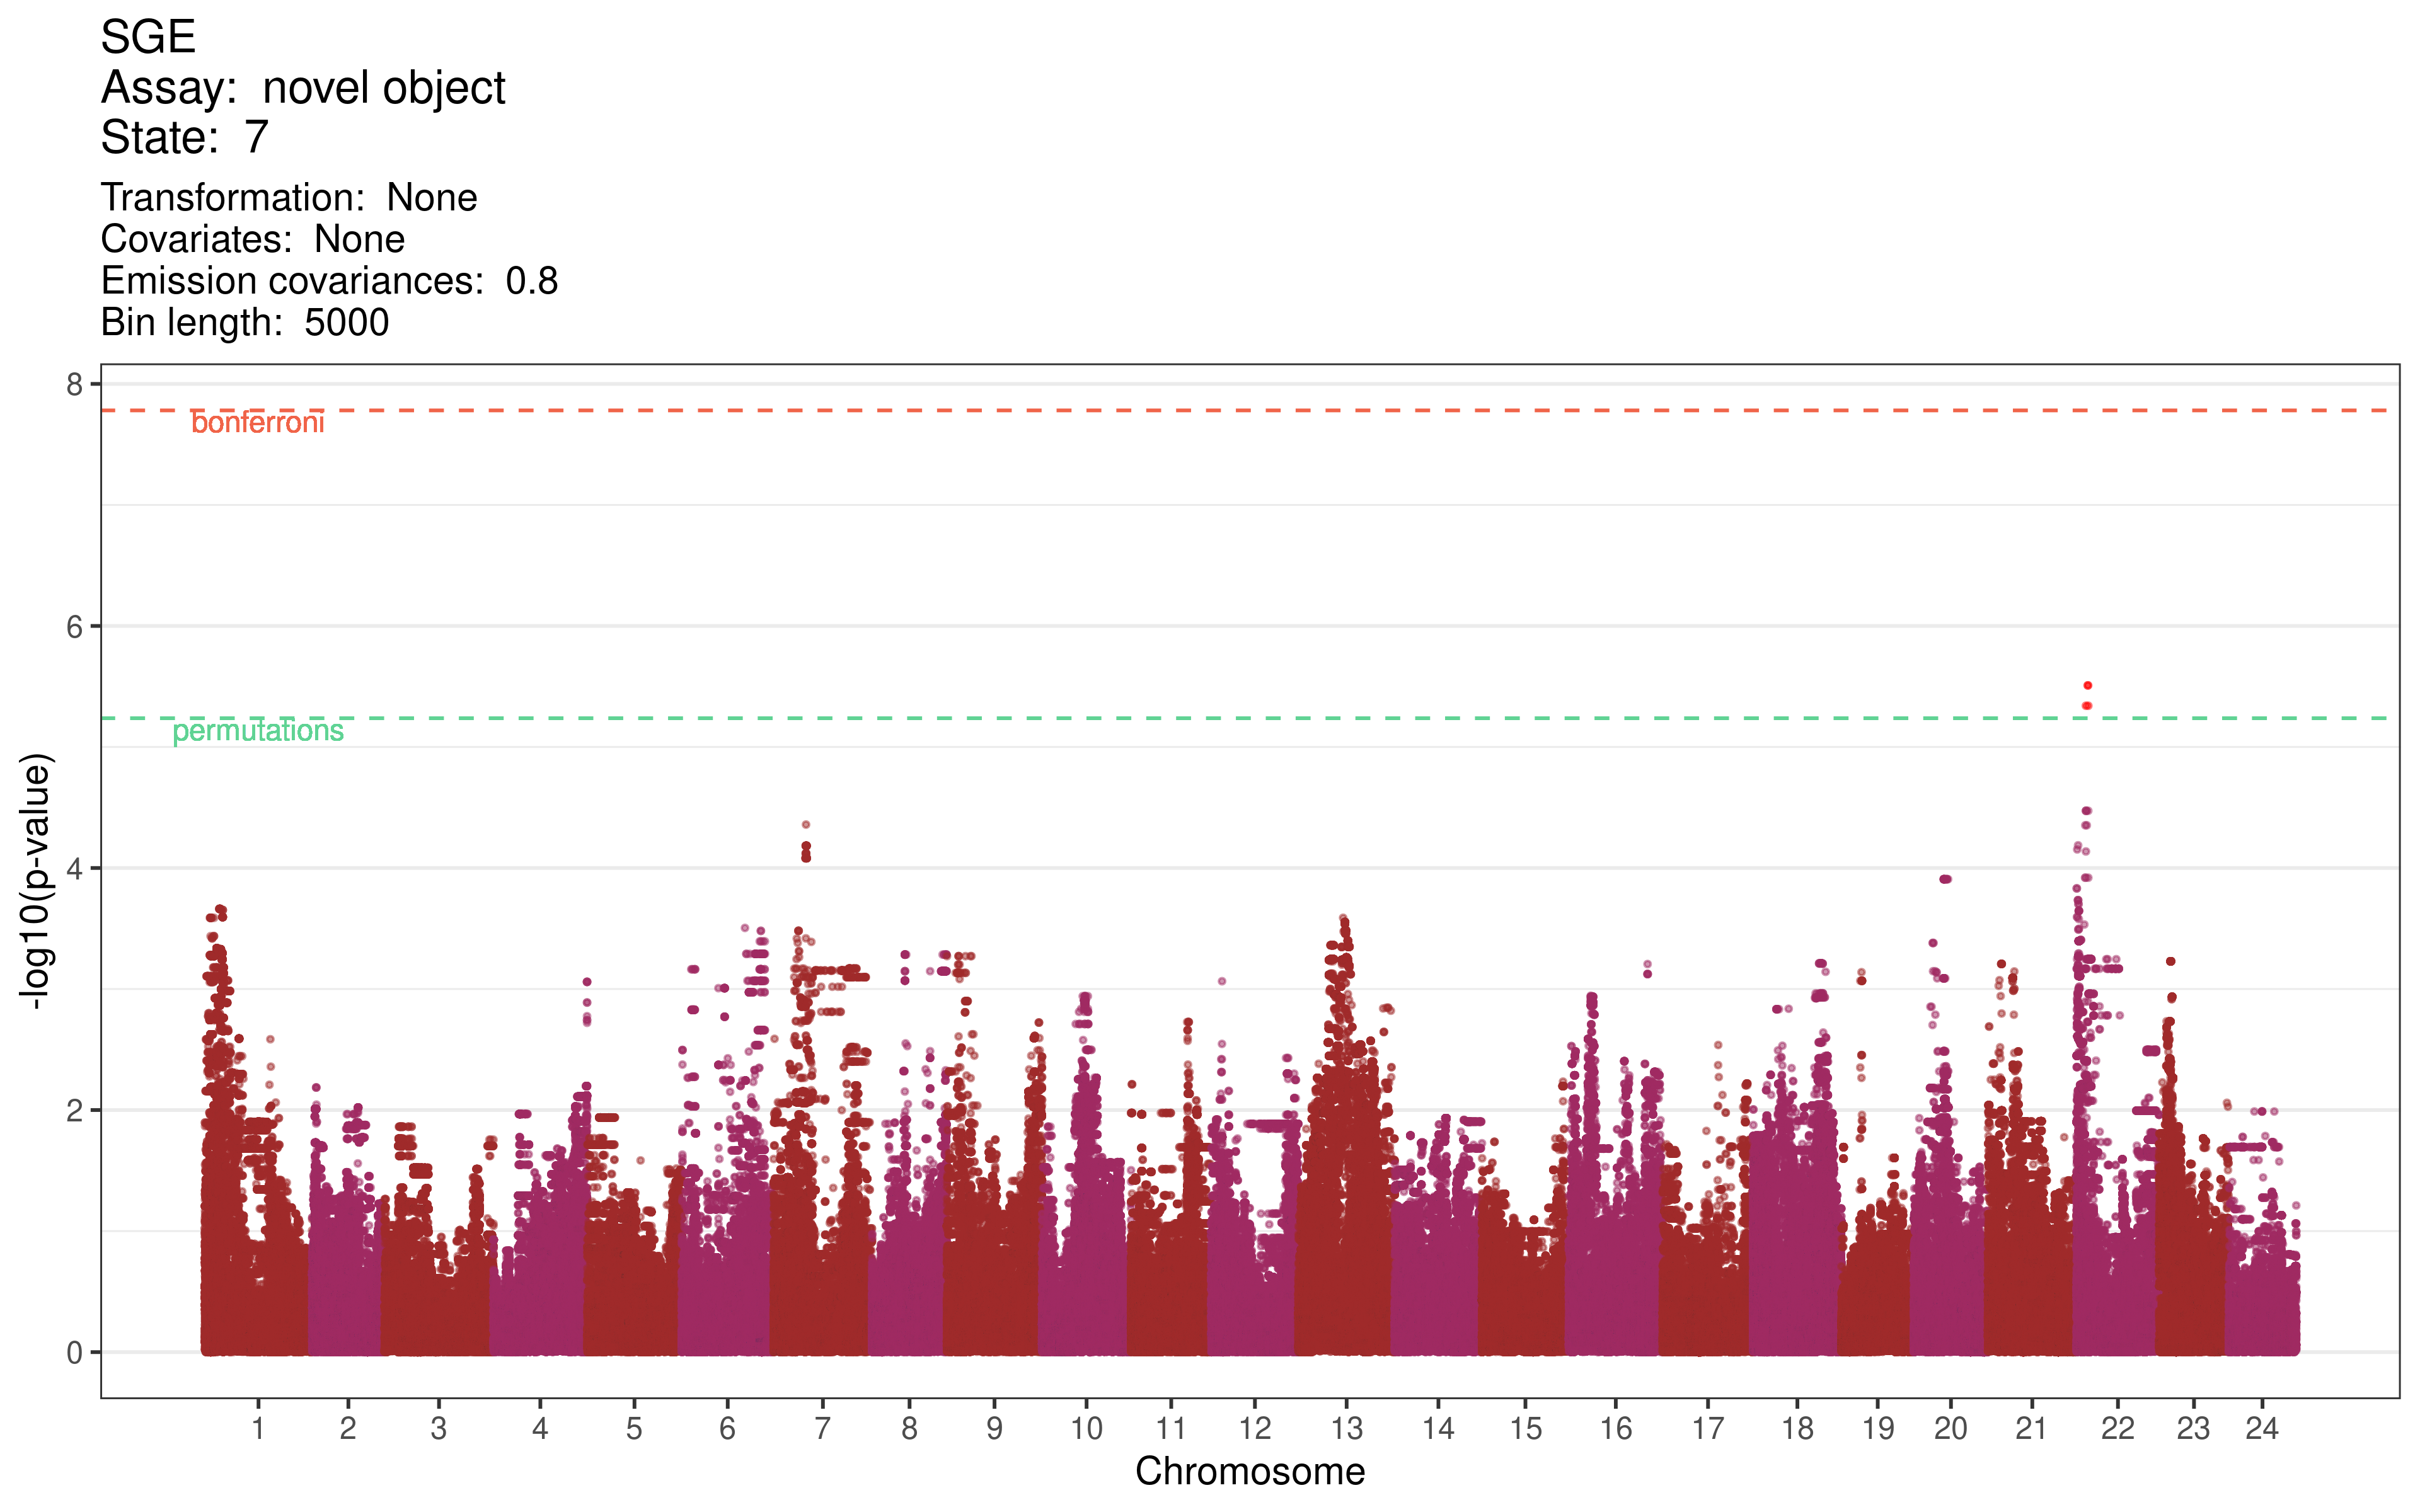 SGE
Assay: novel object
State: 7
Transformation: None
Covariates: None
Emission covariances: 0.8
Bin length: 5000
8
bonferroni
6
permutations
4
2
0
-log10(p-value)
1 2 3 4 5 6 7 8 9 10 11 12 13 14 15 16 17 18 19 20 21 22 23 24
Chromosome